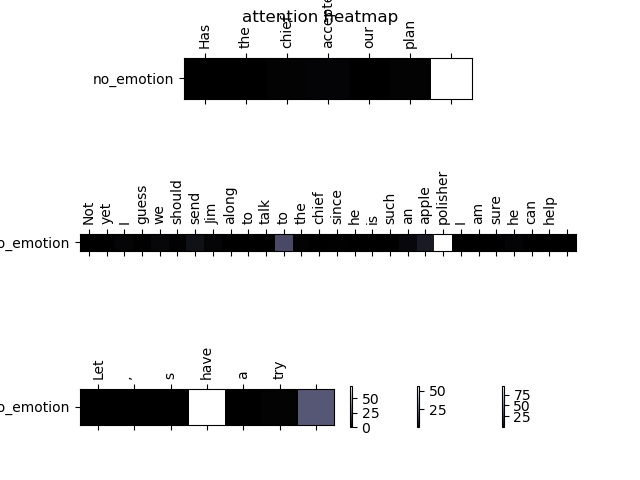 attention heatmap
Has the chief accepte our plan
no_emotion
Not yet I guess we should send Jim along to talk to the chief since he is such an apple polisher I am sure he can help
o_emotion
Let , s have a try
o_emotion
50
25
0
50
25
75
50
25